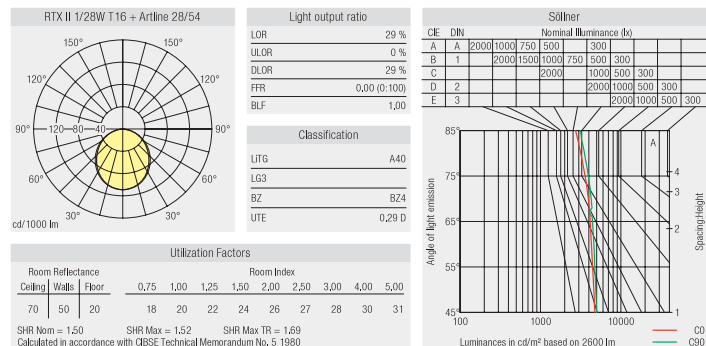 RTX II 1/28W T16 + Artline 28/54
150° 150°
120° 120°
90° 120 80 40 90°
60° 60°
30° 30°
cd/1000 lm
Light output ratio
LOR 29 %
ULOR 0 %
DLOR 29 %
FFR 0,00 (0:100)
BLF 1,00
Classification
LiTG A40
LG3
BZ BZ4
UTE 0,29 D
Utilization Factors
Room Reflectance Room Index
Ceiling Walls Floor 0,75 1,00 1,25 1,50 2,00 2,50 3,00 4,00 5,00
70 50 20 18 20 22 24 26 27 28 30 31
SHR Nom = 1.50 SHR Max = 1.52 SHR Max TR = 1.69
Calculated in accordance with CIBSE Technical Memorandum No. 5 1980
Söllner
CIE DIN Nominal Illuminance (lx)
A A 2000 1000 750 500 300
B 1 2000 1500 1000 750 500 300
C 2000 1000 500 300
D 2 2000 1000 500 300
E 3 2000 1000 500 300
85°
A
75°
4
3
65°
2
55°
45°
1
Angle of light emission
Spacing:Height
100 1000 10000
C0
C90
Luminances in cd/m² based on 2600 lm